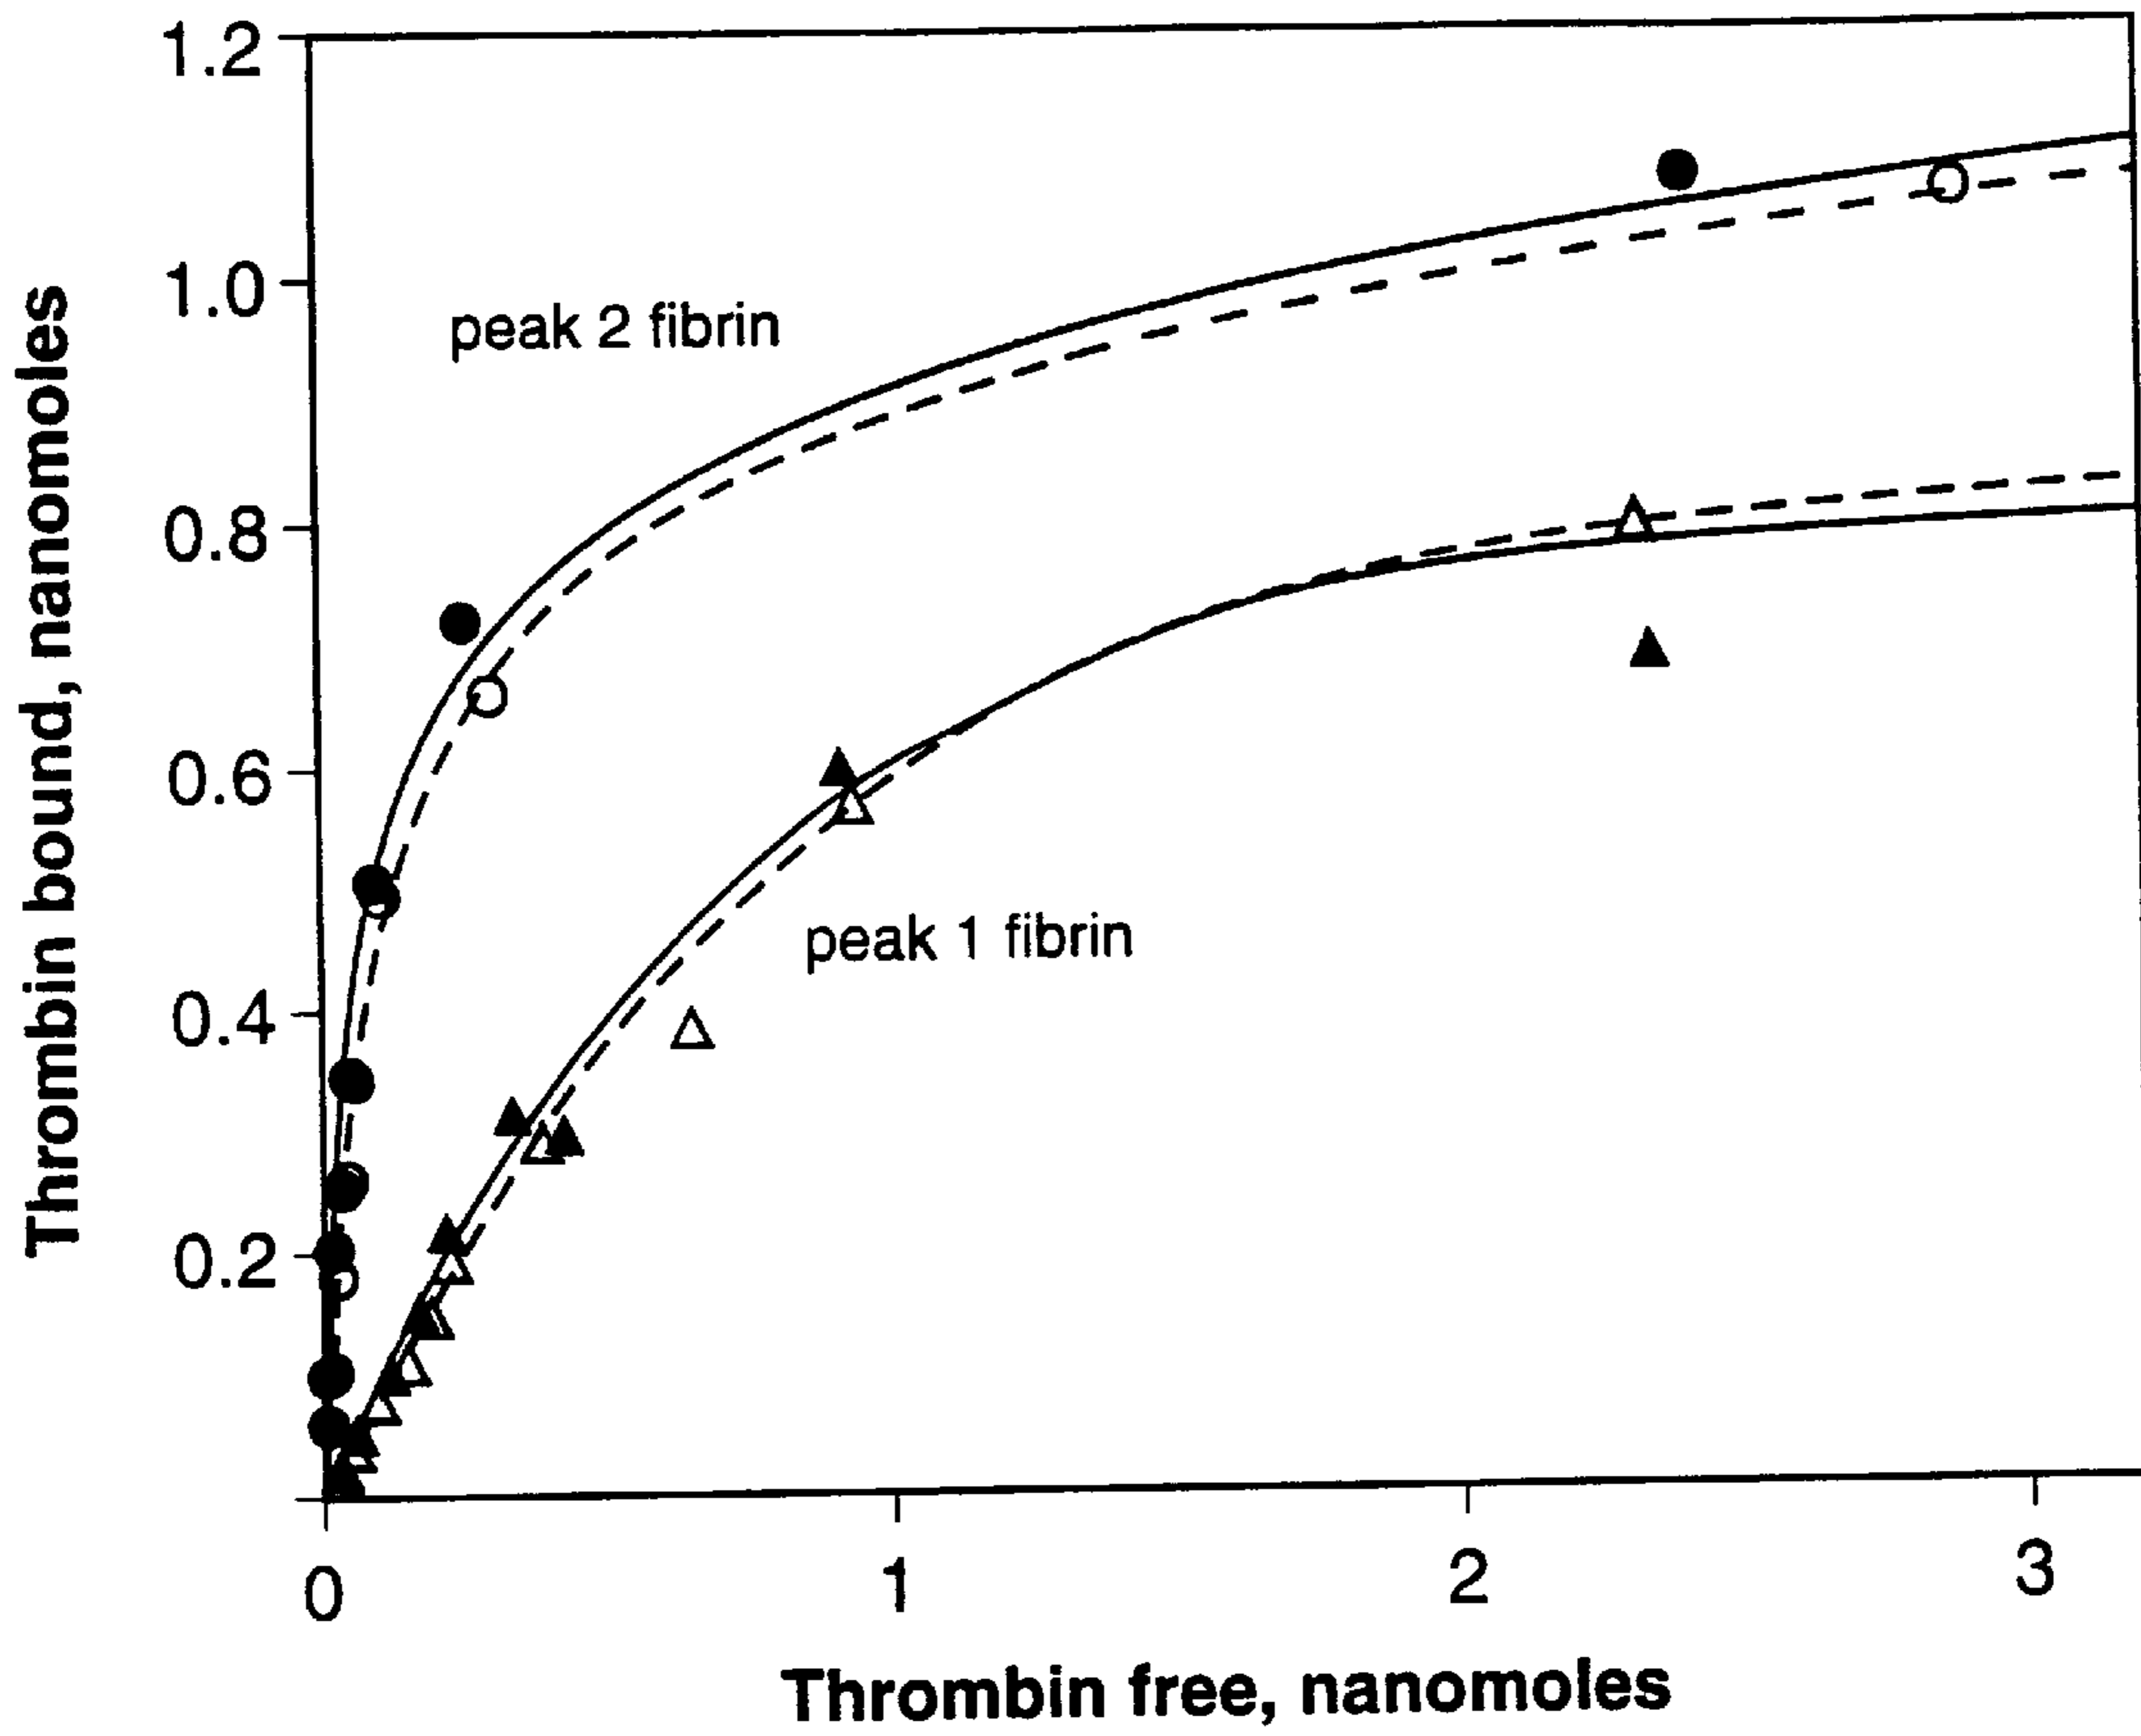 1.2
1.0
0.8
0.6
0.4
0.2
Thrombin bound, nanomoles
peak 2 fibrin
peak 1 fibrin
0 1 2 3
Thrombin free, nanomoles